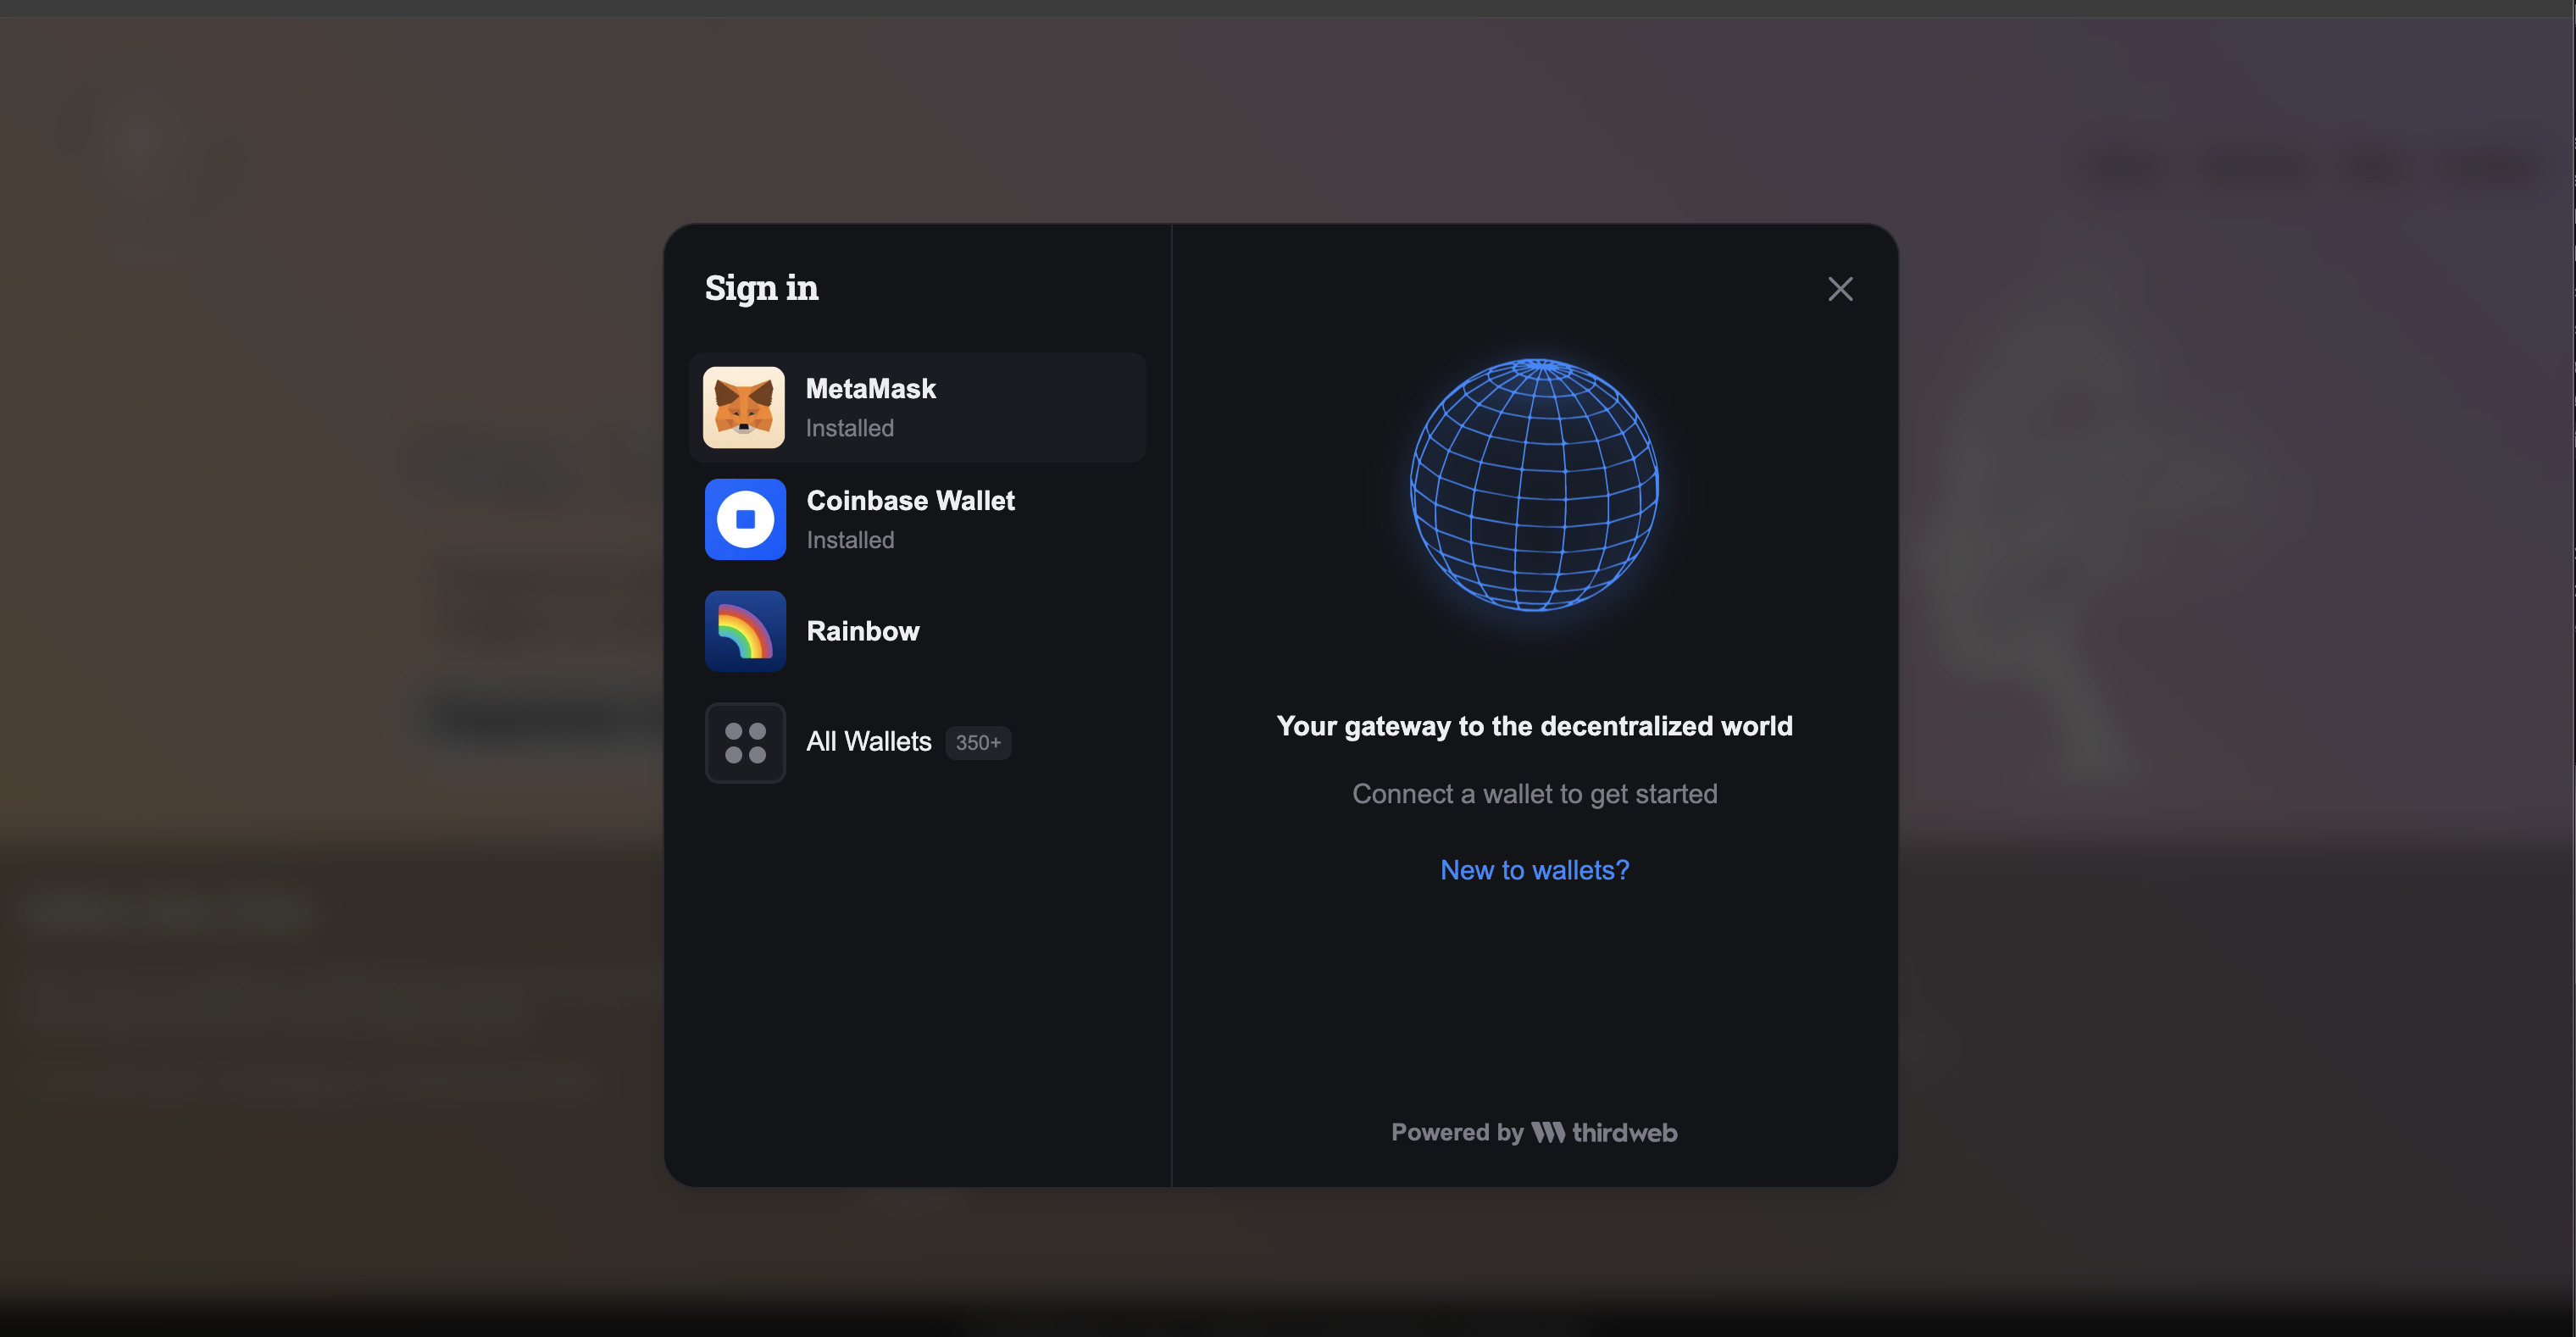 Sign in
MetaMask
Installed
Coinbase Wallet
Installed
Rainbow
All Wallets 350+
Your gateway to the decentralized world
Connect a wallet to get started
New to wallets?
Powered by thirdweb